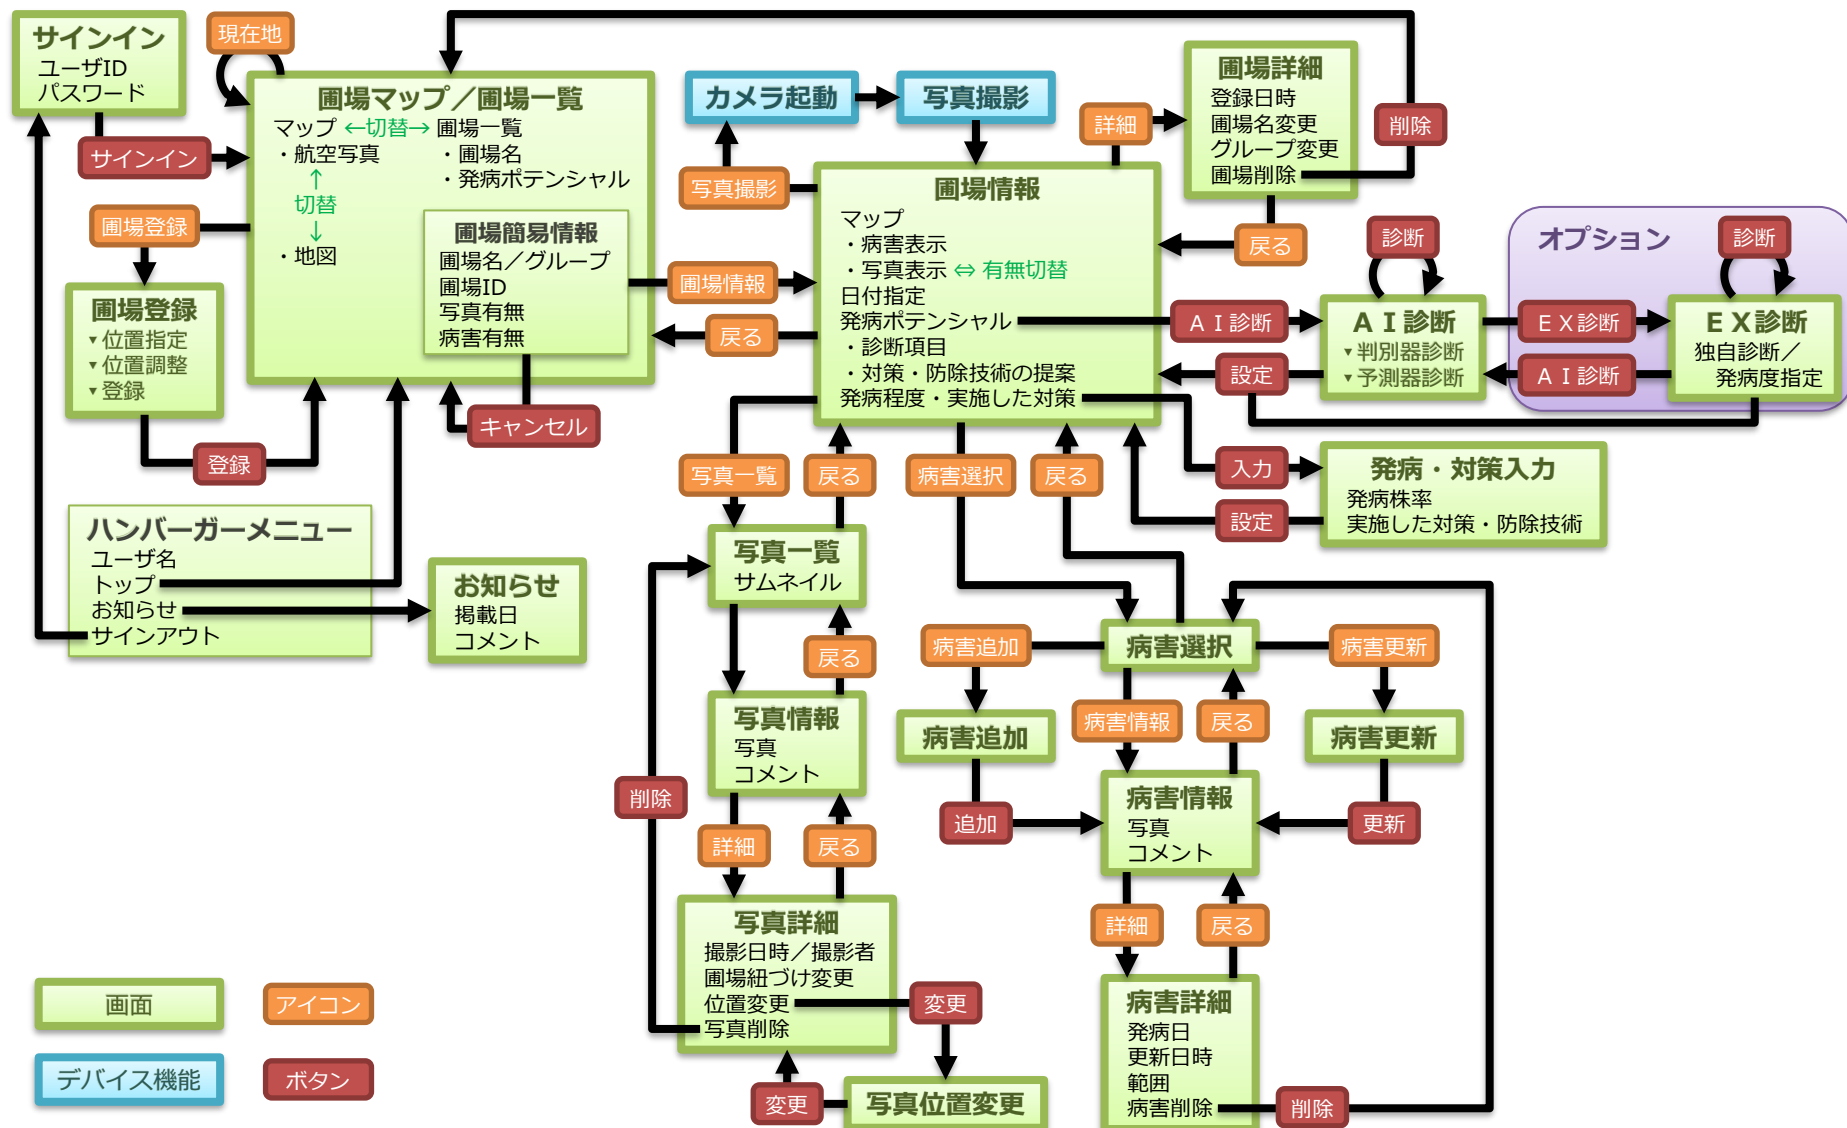 サインイン
ユーザID
パスワード
サインイン
現在地
圃場マップ／圃場一覧
マップ ←切替→ 圃場一覧
・航空写真
・圃場名
・発病ポテンシャル
↑
切替
↓
・地図
圃場簡易情報
圃場名／グループ
圃場ID
写真有無
病害有無
圃場登録
圃場登録
▾位置指定
▾位置調整
▾登録
登録
キャンセル
圃場情報
戻る
カメラ起動
写真撮影
写真撮影
詳細
圃場詳細
登録日時
圃場名変更
グループ変更
圃場削除
削除
戻る
圃場情報
マップ
・病害表示
・写真表示 ⇔ 有無切替
日付指定
発病ポテンシャル
・診断項目
・対策・防除技術の提案
発病程度・実施した対策
ＡＩ診断
設定
診断
ＡＩ診断
▾判別器診断
▾予測器診断
オプション
診断
ＥＸ診断
ＡＩ診断
ＥＸ診断
独自診断／
発病度指定
入力
設定
発病・対策入力
発病株率
実施した対策・防除技術
ハンバーガーメニュー
ユーザ名
トップ
お知らせ
サインアウト
お知らせ
掲載日
コメント
写真一覧
戻る
病害選択
戻る
写真一覧
サムネイル
戻る
写真情報
写真
コメント
削除
詳細
戻る
写真詳細
撮影日時／撮影者
圃場紐づけ変更
位置変更
写真削除
変更
変更
写真位置変更
病害追加
病害選択
病害更新
病害追加
病害情報
戻る
病害更新
追加
病害情報
写真
コメント
更新
詳細
戻る
病害詳細
発病日
更新日時
範囲
病害削除
削除
画面
アイコン
デバイス機能
ボタン